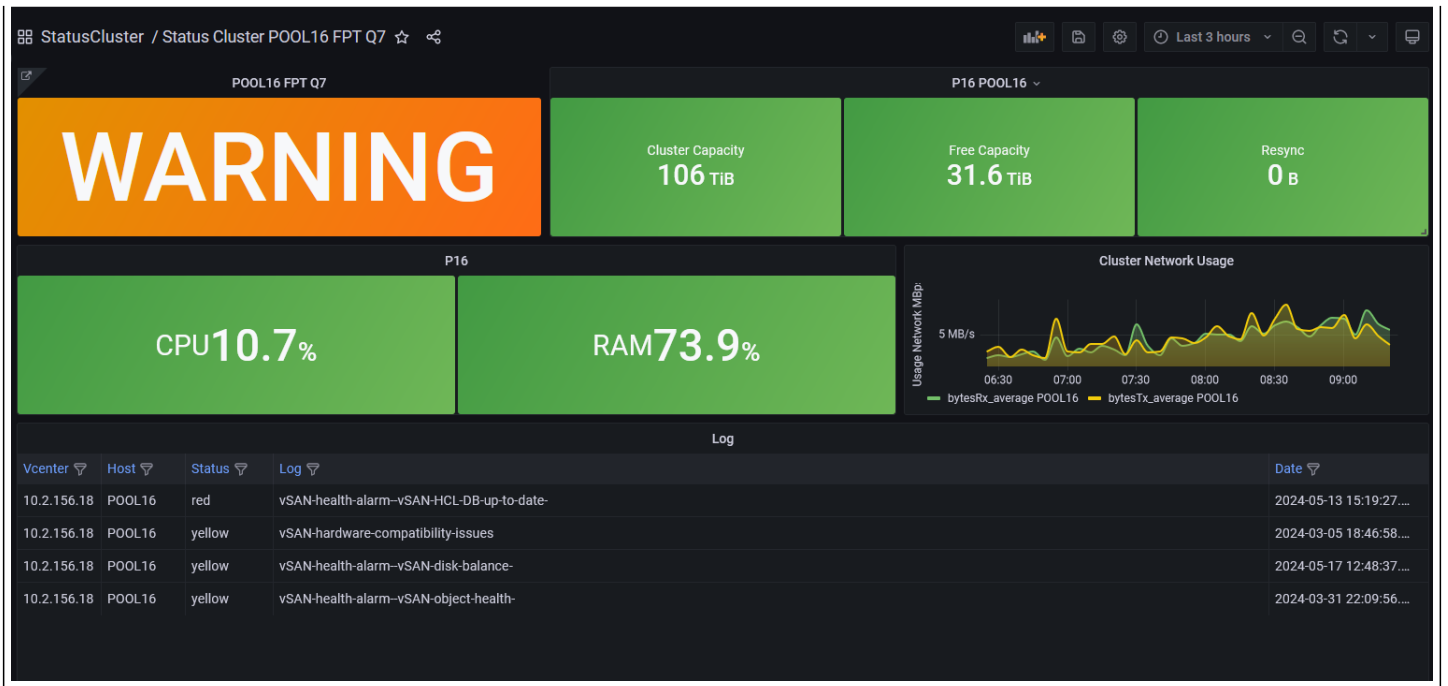 StatusCluster / Status Cluster POOL16 FPT Q7
Last 3 hours
POOL16 FPT Q7
WARNING
P16 POOL16
Cluster Capacity
106 TiB
Free Capacity
31.6 TiB
Resync
0 B
P16
CPU10.7%
RAM73.9%
Cluster Network Usage
Usage Network MBp:
5 MB/s
06:30 07:00 07:30 08:00 08:30 09:00
bytesRx_average POOL16 bytesTx_average POOL16
Log
Vcenter Host Status Log Date
10.2.156.18 POOL16 red vSAN-health-alarm--vSAN-HCL-DB-up-to-date- 2024-05-13 15:19:27....
10.2.156.18 POOL16 yellow vSAN-hardware-compatibility-issues 2024-03-05 18:46:58....
10.2.156.18 POOL16 yellow vSAN-health-alarm--vSAN-disk-balance- 2024-05-17 12:48:37....
10.2.156.18 POOL16 yellow vSAN-health-alarm--vSAN-object-health- 2024-03-31 22:09:56....